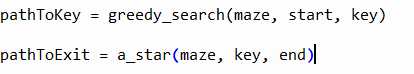 pathToKey = greedy_search(maze, start, key)
pathToExit = a_star(maze, key, end)